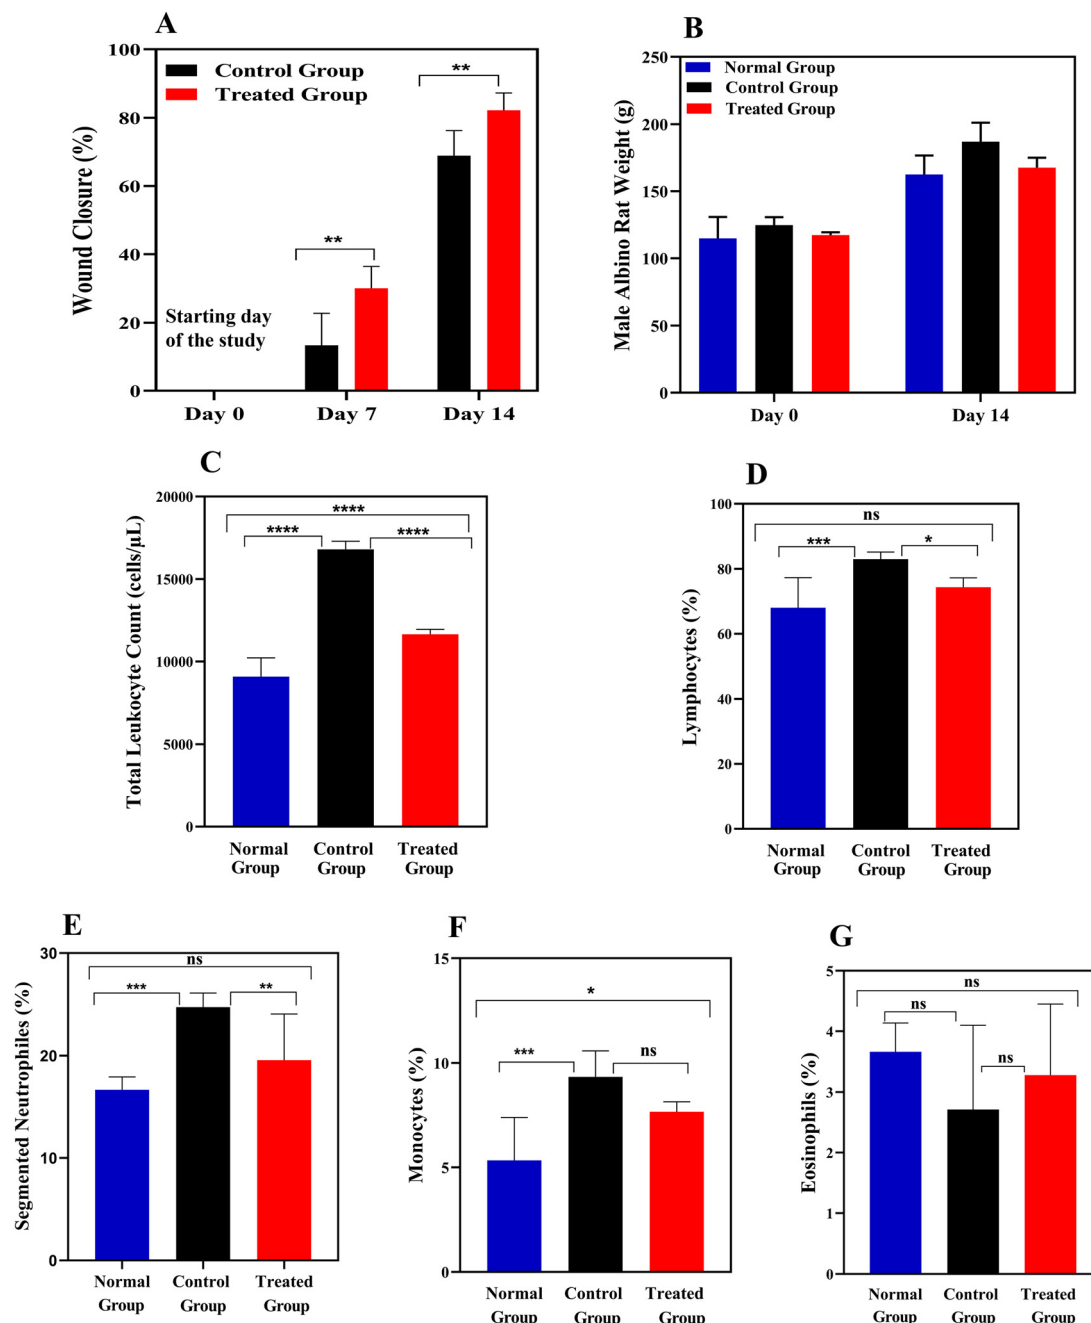 A
100
80
60
40
20
0
Wound Closure (%)
Control Group
Treated Group
**
**
Starting day
of the study
Day 0
Day 7
Day 14
B
250
200
150
100
50
0
Male Albino Rat Weight (g)
Normal Group
Control Group
Treated Group
Day 0
Day 14
C
20000
15000
10000
5000
0
Total Leukocyte Count (cells/µL)
****
****
****
Normal
Group
Control
Group
Treated
Group
D
100
80
60
40
20
0
Lymphocytes (%)
ns
***
*
Normal
Group
Control
Group
Treated
Group
E
30
20
10
0
Segmented Neutrophiles (%)
ns
***
**
Normal
Group
Control
Group
Treated
Group
F
15
10
5
0
Monocytes (%)
*
***
ns
Normal
Group
Control
Group
Treated
Group
G
5
4
3
2
1
0
Eosinophils (%)
ns
ns
ns
Normal
Group
Control
Group
Treated
Group